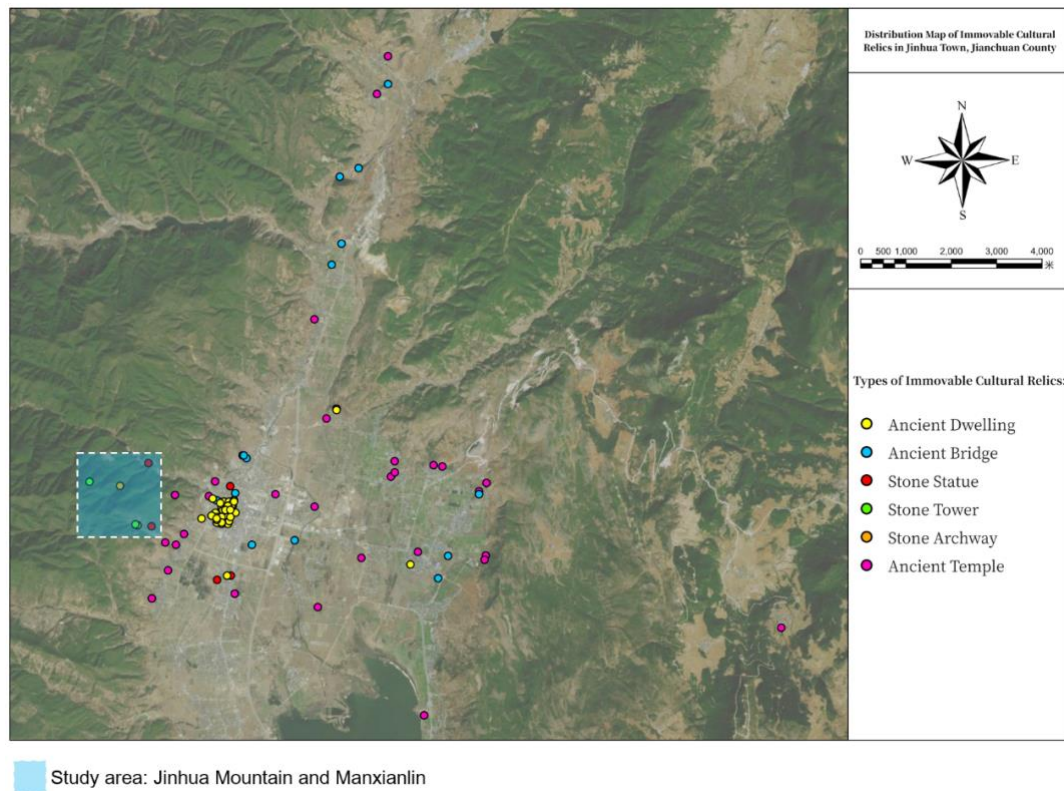 Distribution Map of Immovable Cultural
Relics in Jinhua Town, Jianchuan County
N
W E
S
0 500 1,000 2,000 3,000 4,000
米
Types of Immovable Cultural Relics:
Ancient Dwelling
Ancient Bridge
Stone Statue
Stone Tower
Stone Archway
Ancient Temple
Study area: Jinhua Mountain and Manxianlin